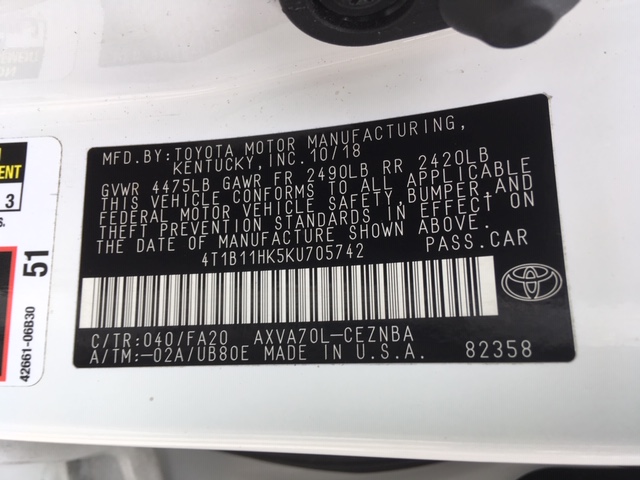 MFD.BY:TOYOTA MOTOR MANUFACTURING,
KENTUCKY, INC.10/18
GVWR 4475LB GAWR FR 2490LB RR 2420LB
THIS VEHICLE CONFORMS TO ALL APPLICABLE
FEDERAL MOTOR VEHICLE SAFETY,BUMPER,AND
THEFT PREVENTION STANDARDS IN EFFECT ON
THE DATE OF MANUFACTURE SHOWN ABOVE.
4T1B11HK5KU705742 PASS.CAR
C/TR:040/FA20 AXVA70L-CEZNBA
A/TM:-02A/UB80E MADE IN U.S.A. 82358
EMENT
3
51
42661-06B30